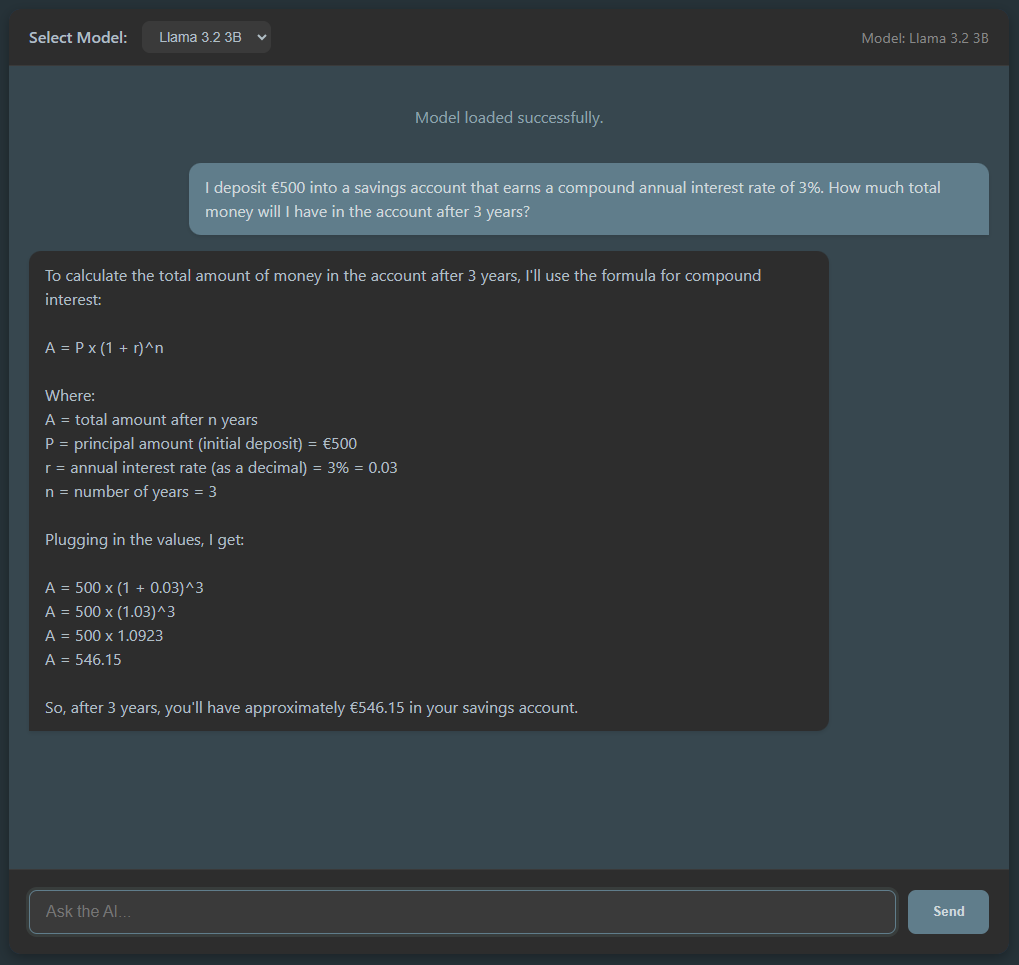 Select Model: Llama 3.2 3B Model: Llama 3.2 3B
Model loaded successfully.
I deposit €500 into a savings account that earns a compound annual interest rate of 3%. How much total
money will I have in the account after 3 years?
To calculate the total amount of money in the account after 3 years, I'll use the formula for compound
interest:
A = P x (1 + r)^n
Where:
A = total amount after n years
P = principal amount (initial deposit) = €500
r = annual interest rate (as a decimal) = 3% = 0.03
n = number of years = 3
Plugging in the values, I get:
A = 500 x (1 + 0.03)^3
A = 500 x (1.03)^3
A = 500 x 1.0923
A = 546.15
So, after 3 years, you'll have approximately €546.15 in your savings account.
Ask the AI... Send